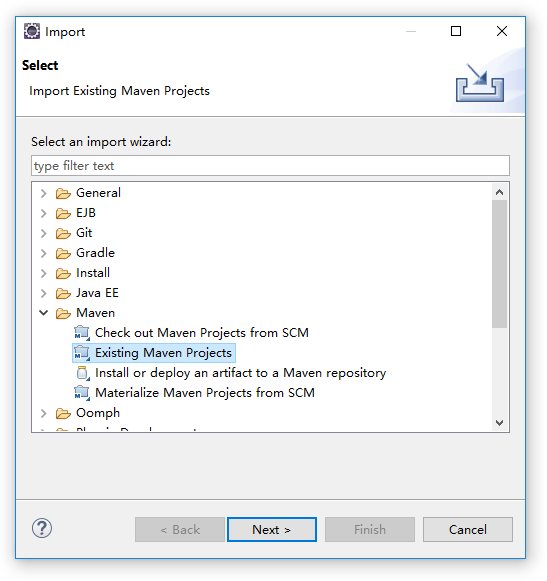 Import
Select
Import Existing Maven Projects
Select an import wizard:
type filter text
General
EJB
Git
Gradle
Install
Java EE
Maven
Check out Maven Projects from SCM
Existing Maven Projects
Install or deploy an artifact to a Maven repository
Materialize Maven Projects from SCM
Oomph
< Back Next > Finish Cancel